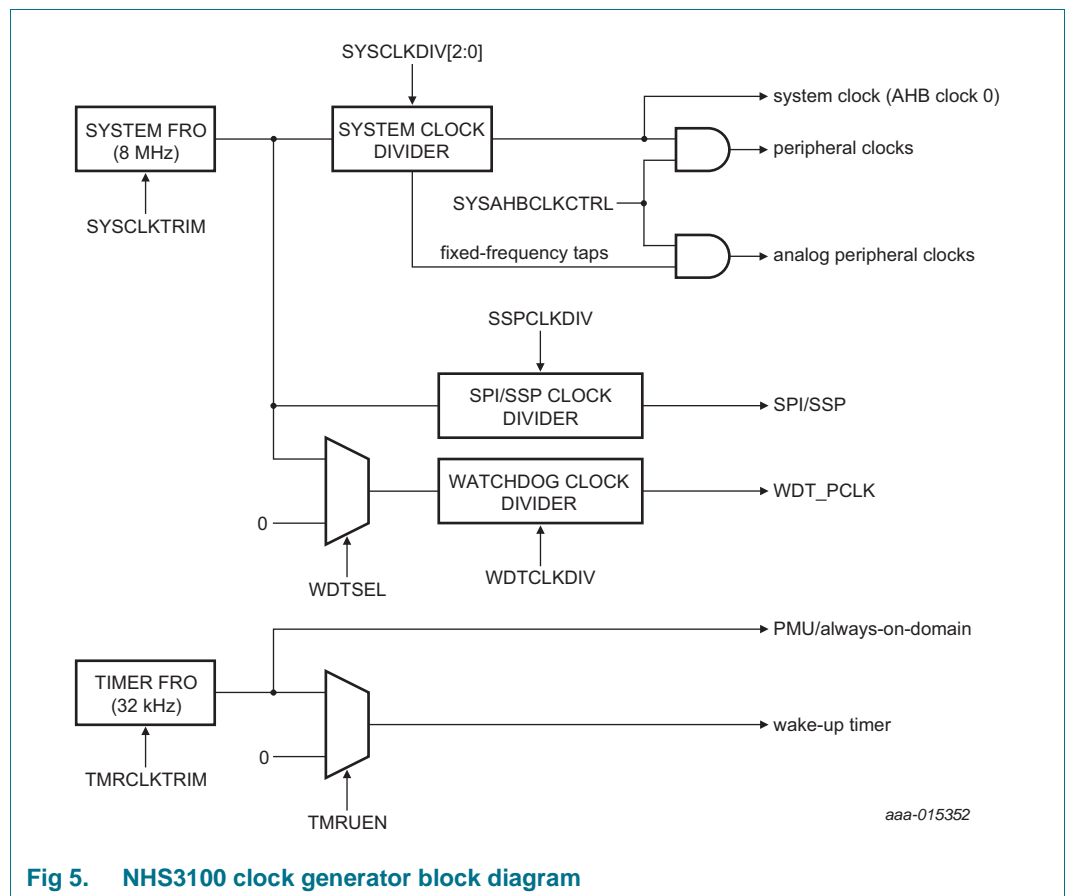 SYSCLKDIV[2:0]
system clock (AHB clock 0)
SYSTEM FRO
(8 MHz)
SYSTEM CLOCK
DIVIDER
peripheral clocks
SYSCLKTRIM
SYSAHBCLKCTRL
fixed-frequency taps
analog peripheral clocks
SSPCLKDIV
SPI/SSP CLOCK
DIVIDER
SPI/SSP
WATCHDOG CLOCK
DIVIDER
WDT_PCLK
0
WDTSEL
WDTCLKDIV
PMU/always-on-domain
TIMER FRO
(32 kHz)
wake-up timer
0
TMRCLKTRIM
TMRUEN
aaa-015352
Fig 5. NHS3100 clock generator block diagram